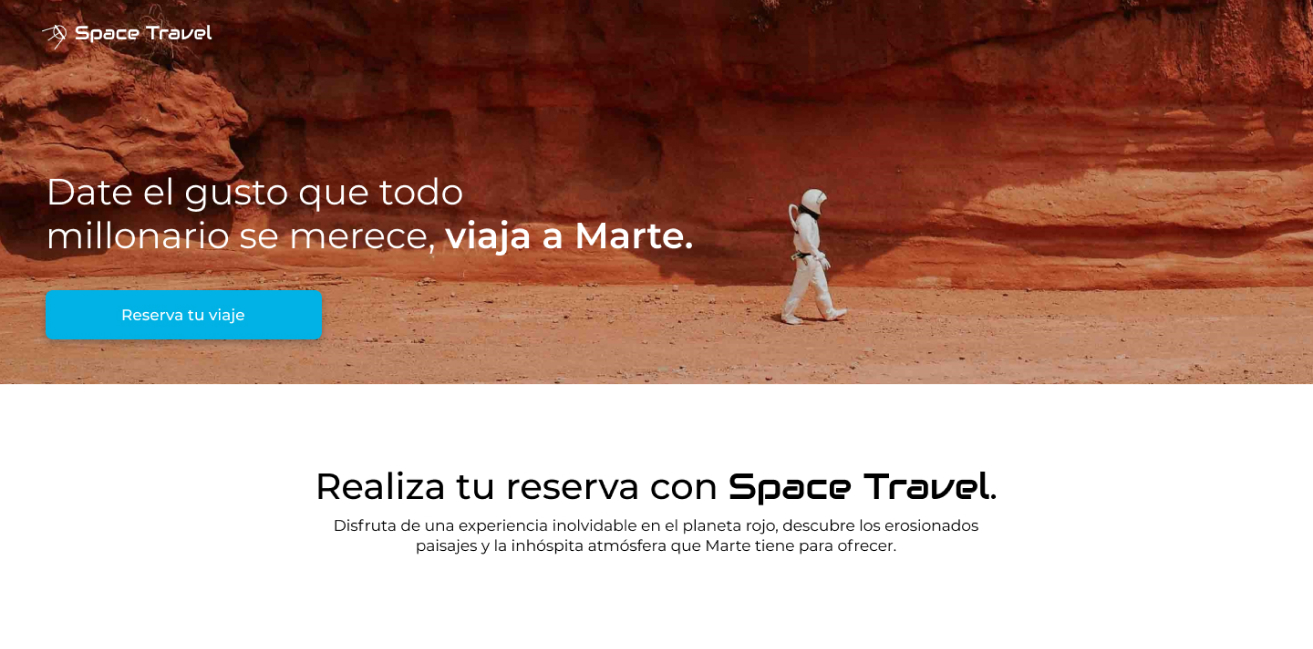 Space Travel
Date el gusto que todo
millonario se merece, viaja a Marte.
Reserva tu viaje
Realiza tu reserva con Space Travel.
Disfruta de una experiencia inolvidable en el planeta rojo, descubre los erosionados
paisajes y la inhóspita atmósfera que Marte tiene para ofrecer.